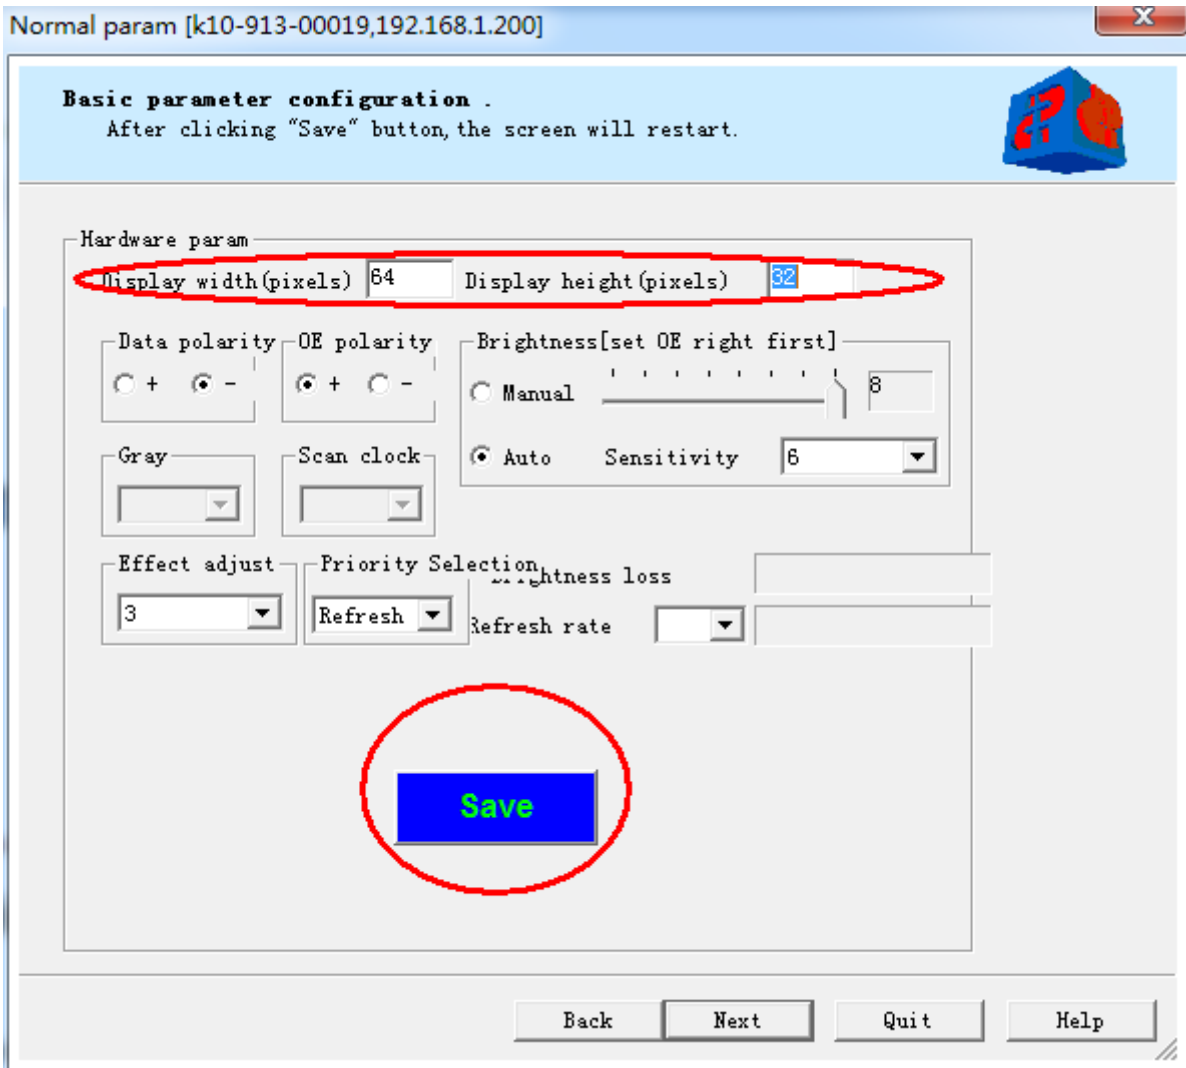 Normal param [k10-913-00019,192.168.1.200]
Basic parameter configuration .
After clicking "Save" button, the screen will restart.
Hardware param
Display width(pixels) 64 Display height(pixels) 32
Data polarity OE polarity Brightness[set OE right first]
+ - + - Manual 8
Gray Scan clock Auto Sensitivity 6
Effect adjust Priority Selection
loss
3 Refresh Refresh rate
Save
Back Next Quit Help